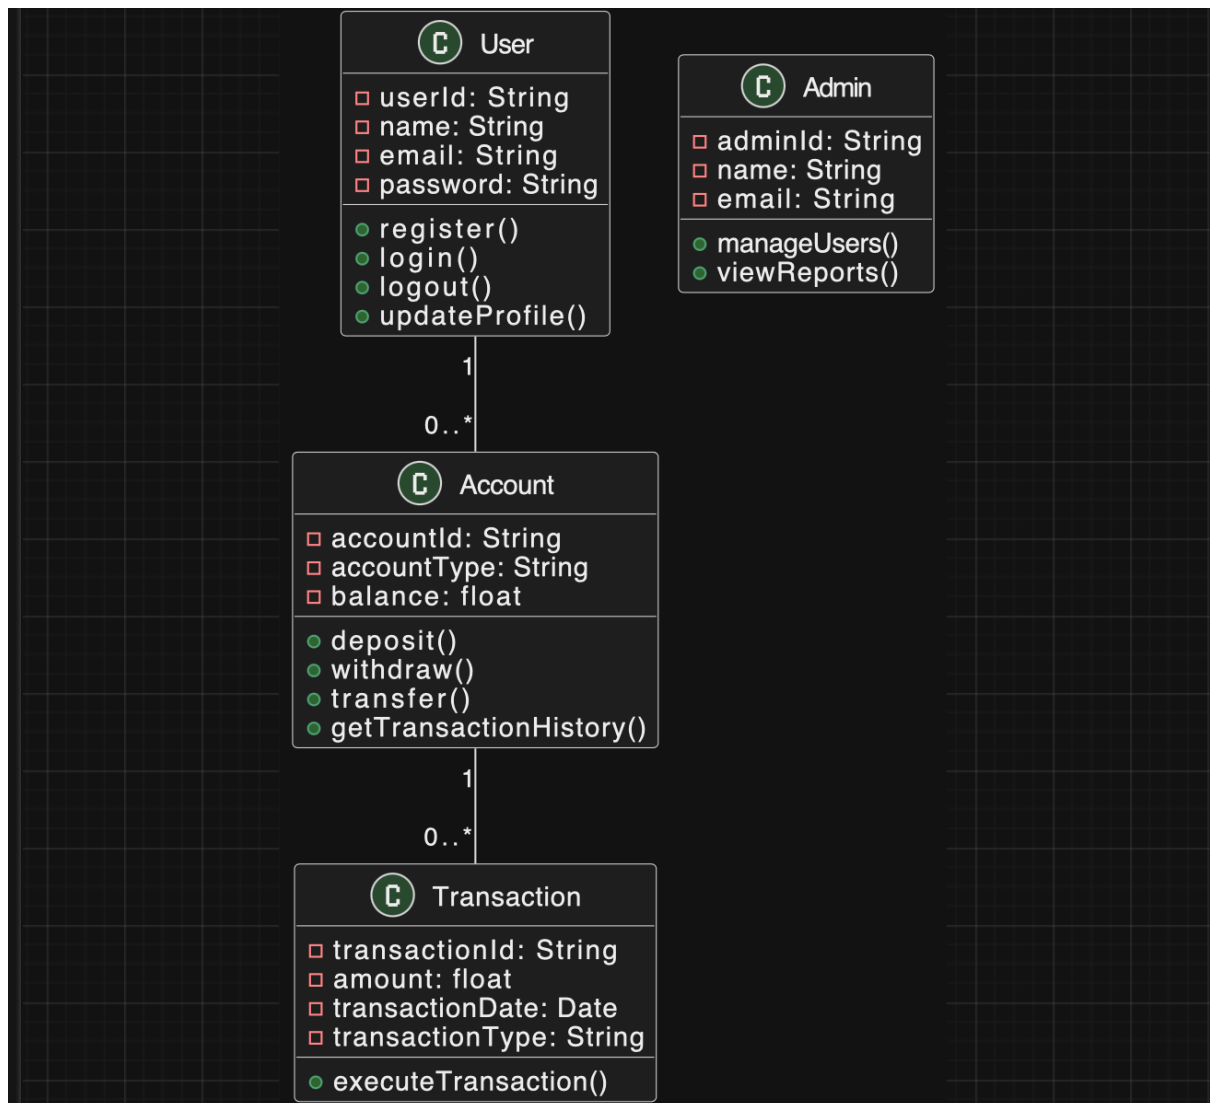 C User
userId: String
name: String
email: String
password: String
register()
login()
logout()
updateProfile()
C Admin
adminId: String
name: String
email: String
manageUsers()
viewReports()
1
0..*
C Account
accountId: String
accountType: String
balance: float
deposit()
withdraw()
transfer()
getTransactionHistory()
1
0..*
C Transaction
transactionId: String
amount: float
transactionDate: Date
transactionType: String
executeTransaction()